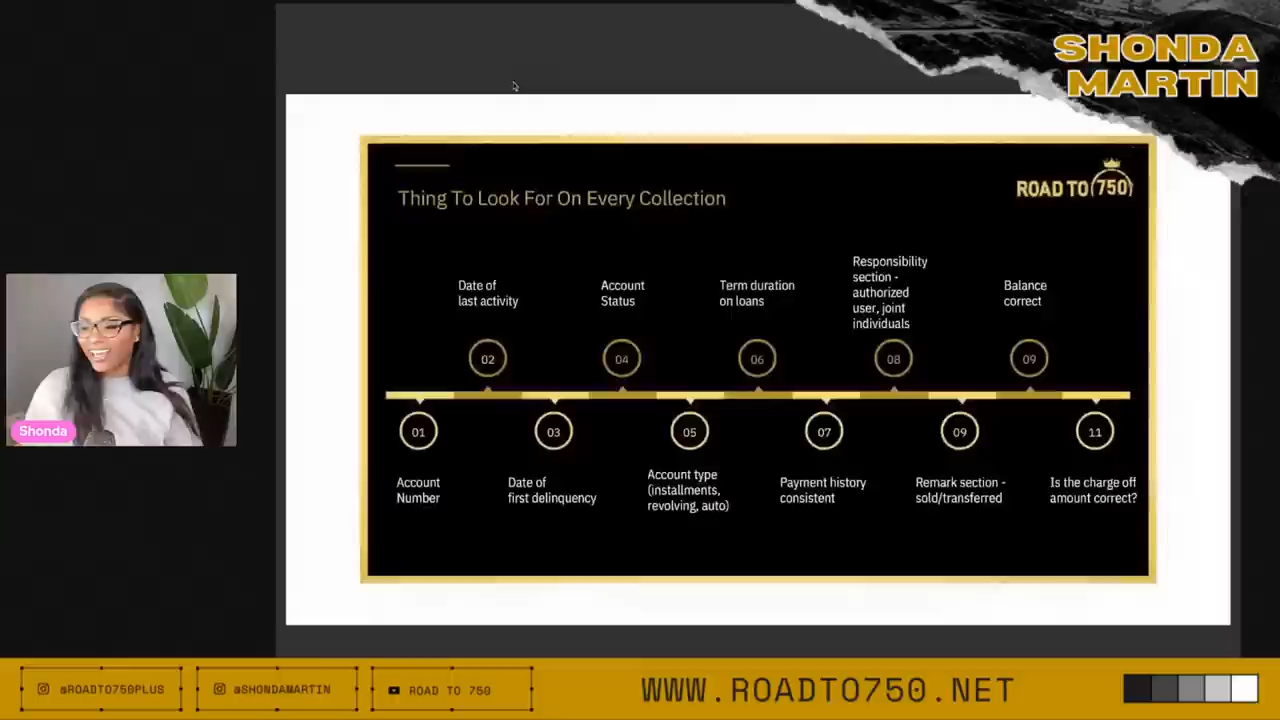 SHONDA
MARTIN
Thing To Look For On Every Collection
ROAD TO 750
Date of
last activity
Account
Status
Term duration
on loans
Responsibility
section -
authorized
user, joint
individuals
Balance
correct
02
04
06
08
09
01
03
05
07
09
11
Account
Number
Date of
first delinquency
Account type
(installments,
revolving, auto)
Payment history
consistent
Remark section -
sold/transferred
Is the charge off
amount correct?
Shonda
@ROADTO750PLUS
@SHONDAMARTIN
ROAD TO 750
WWW.ROADTO750.NET